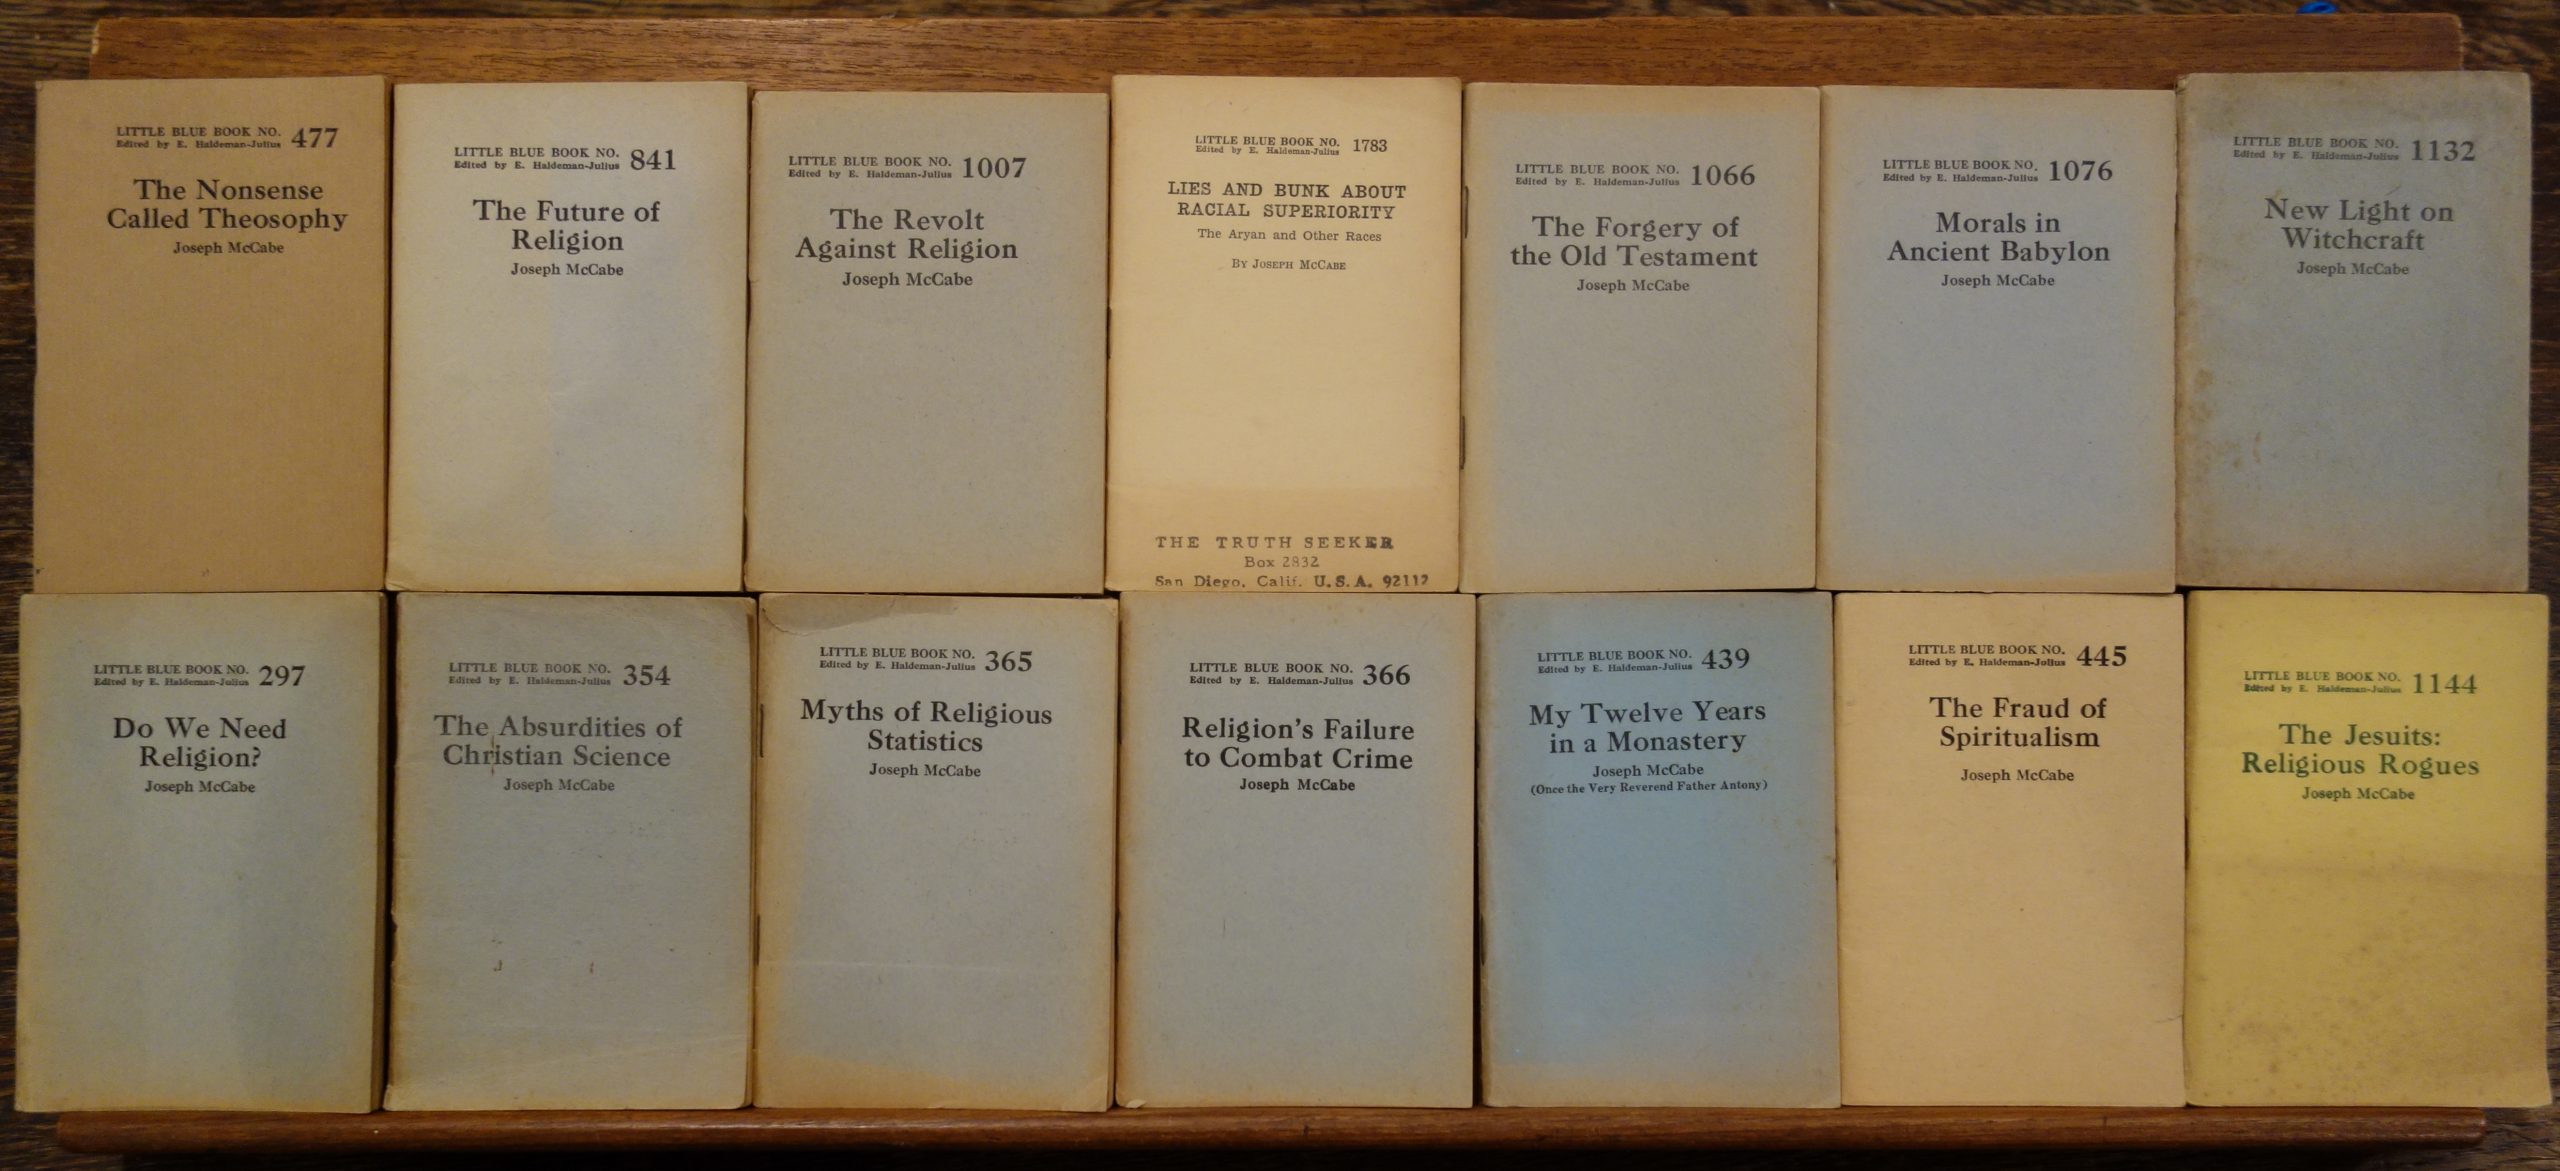 LITTLE BLUE BOOK NO. 477
Edited by E. Haldeman-Julius
The Nonsense
Called Theosophy
Joseph McCabe
LITTLE BLUE BOOK NO. 841
Edited by E. Haldeman-Julius
The Future of
Religion
Joseph McCabe
LITTLE BLUE BOOK NO. 1007
Edited by E. Haldeman-Julius
The Revolt
Against Religion
Joseph McCabe
LITTLE BLUE BOOK NO. 1783
Edited by E. Haldeman-Julius
LIES AND BUNK ABOUT
RACIAL SUPERIORITY
The Aryan and Other Races
BY JOSEPH MCCABE
THE TRUTH SEEKER
Box 2832
San Diego, Calif. U.S.A. 92112
LITTLE BLUE BOOK NO. 1066
Edited by E. Haldeman-Julius
The Forgery of
the Old Testament
Joseph McCabe
LITTLE BLUE BOOK NO. 1076
Edited by E. Haldeman-Julius
Morals in
Ancient Babylon
Joseph McCabe
LITTLE BLUE BOOK NO. 1132
Edited by E. Haldeman-Julius
New Light on
Witchcraft
Joseph McCabe
LITTLE BLUE BOOK NO. 297
Edited by E. Haldeman-Julius
Do We Need
Religion?
Joseph McCabe
LITTLE BLUE BOOK NO. 354
Edited by E. Haldeman-Julius
The Absurdities of
Christian Science
Joseph McCabe
LITTLE BLUE BOOK NO. 365
Edited by E. Haldeman-Julius
Myths of Religious
Statistics
Joseph McCabe
LITTLE BLUE BOOK NO. 366
Edited by E. Haldeman-Julius
Religion's Failure
to Combat Crime
Joseph McCabe
LITTLE BLUE BOOK NO. 439
Edited by E. Haldeman-Julius
My Twelve Years
in a Monastery
Joseph McCabe
(Once the Very Reverend Father Antony)
LITTLE BLUE BOOK NO. 445
Edited by E. Haldeman-Julius
The Fraud of
Spiritualism
Joseph McCabe
LITTLE BLUE BOOK NO. 1144
Edited by E. Haldeman-Julius
The Jesuits:
Religious Rogues
Joseph McCabe